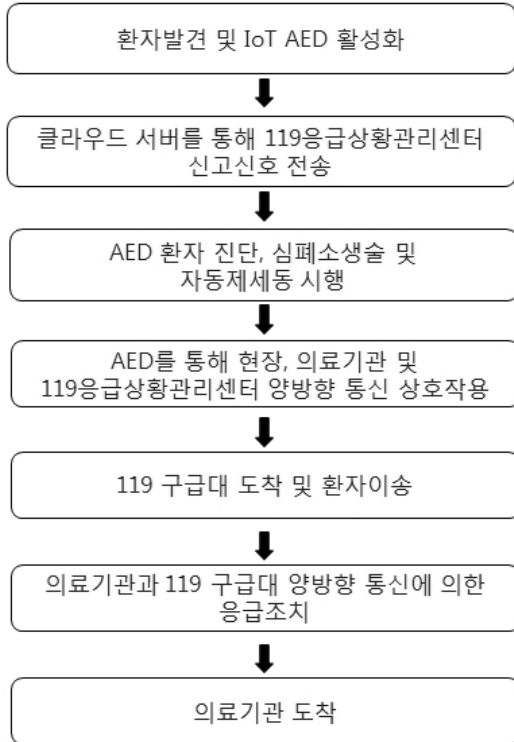 환자발견 및 IoT AED 활성화
클라우드 서버를 통해 119응급상황관리센터
신고신호 전송
AED 환자 진단, 심폐소생술 및
자동제세동 시행
AED를 통해 현장, 의료기관 및
119응급상황관리센터 양방향 통신 상호작용
119 구급대 도착 및 환자이송
의료기관과 119 구급대 양방향 통신에 의한
응급조치
의료기관 도착